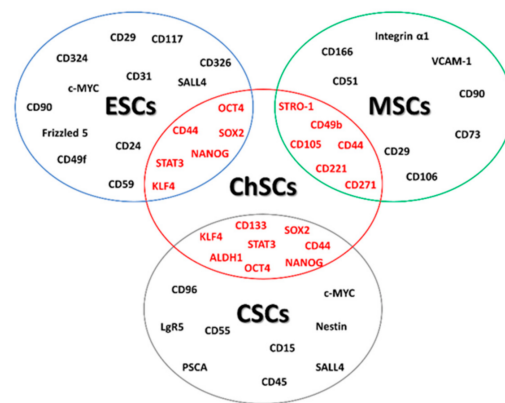 CD29
CD117
CD324
CD326
CD31
SALL4
c-MYC
ESCs
CD90
OCT4
Frizzled 5
CD44
SOX2
CD24
CD49f
NANOG
STAT3
CD59
KLF4
Integrin α1
CD166
VCAM-1
CD51
MSCs
CD90
STRO-1
CD49b
CD73
CD105
CD44
CD29
CD221
CD106
CD271
ChSCs
CD133
SOX2
KLF4
STAT3
CD44
ALDH1
NANOG
OCT4
CD96
c-MYC
CSCs
LgR5
CD55
Nestin
CD15
PSCA
SALL4
CD45